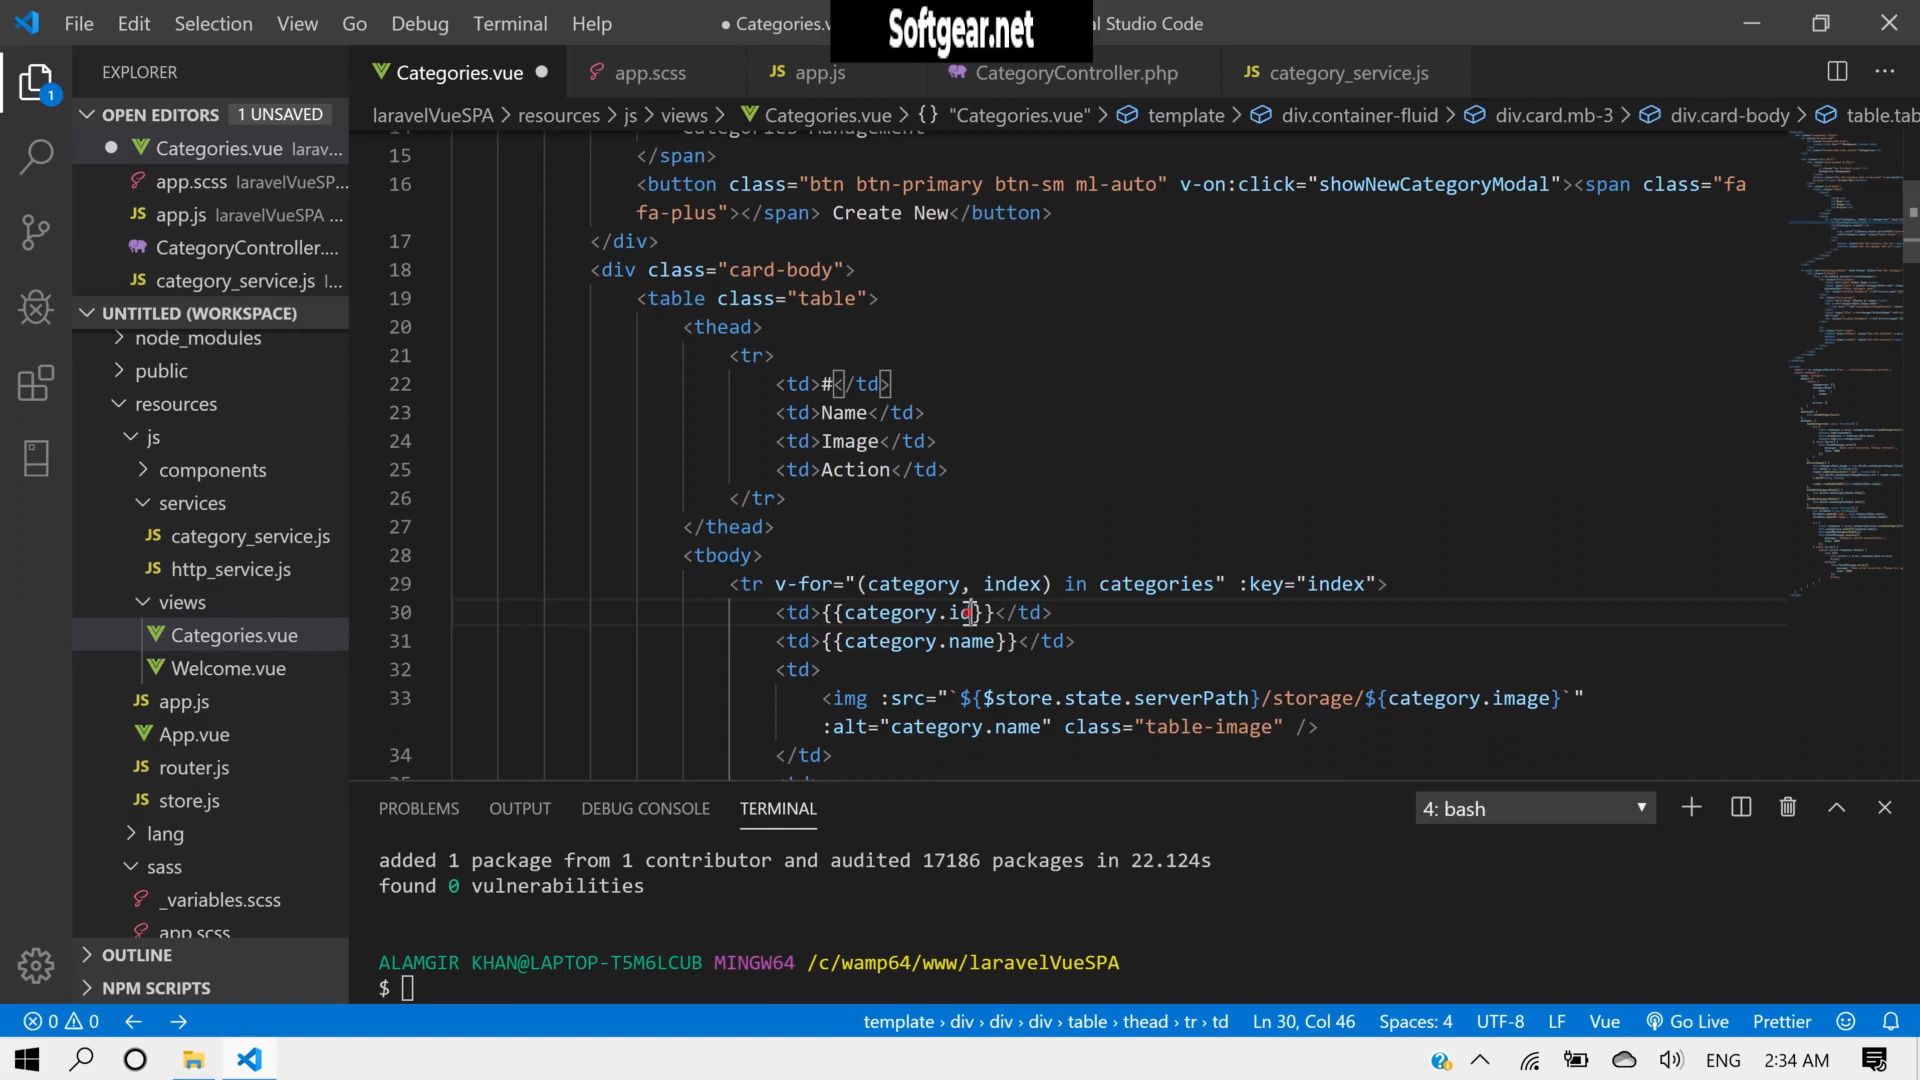 File Edit Selection View Go Debug Terminal Help
● Categories.v
Softgear.net
al Studio Code
EXPLORER
Categories.vue
app.scss
app.js
CategoryController.php
category_service.js
OPEN EDITORS 1 UNSAVED
laravelVueSPA > resources > js > views > Categories.vue > {} "Categories.vue" > template > div.container-fluid > div.card.mb-3 > div.card-body > table.tab
Categories.vue larav...
app.scss laravelVueSP...
app.js laravelVueSPA ...
CategoryController....
category_service.js l...
UNTITLED (WORKSPACE)
node_modules
public
resources
js
components
services
category_service.js
http_service.js
views
Categories.vue
Welcome.vue
app.js
App.vue
router.js
store.js
lang
sass
_variables.scss
app.scss
OUTLINE
NPM SCRIPTS
14 Categories Management
15 </span>
16 <button class="btn btn-primary btn-sm ml-auto" v-on:click="showNewCategoryModal"><span class="fa
fa-plus"></span> Create New</button>
17 </div>
18 <div class="card-body">
19 <table class="table">
20 <thead>
21 <tr>
22 <td>#</td>
23 <td>Name</td>
24 <td>Image</td>
25 <td>Action</td>
26 </tr>
27 </thead>
28 <tbody>
29 <tr v-for="(category, index) in categories" :key="index">
30 <td>{{category.id}}</td>
31 <td>{{category.name}}</td>
32 <td>
33 <img :src="`${$store.state.serverPath}/storage/${category.image}`"
:alt="category.name" class="table-image" />
34 </td>
PROBLEMS OUTPUT DEBUG CONSOLE TERMINAL
4: bash
added 1 package from 1 contributor and audited 17186 packages in 22.124s
found 0 vulnerabilities
ALAMGIR KHAN@LAPTOP-T5M6LCUB MINGW64 /c/wamp64/www/laravelVueSPA
$
0 0
template › div › div › div › table › thead › tr › td
Ln 30, Col 46
Spaces: 4
UTF-8
LF
Vue
Go Live
Prettier
ENG
2:34 AM